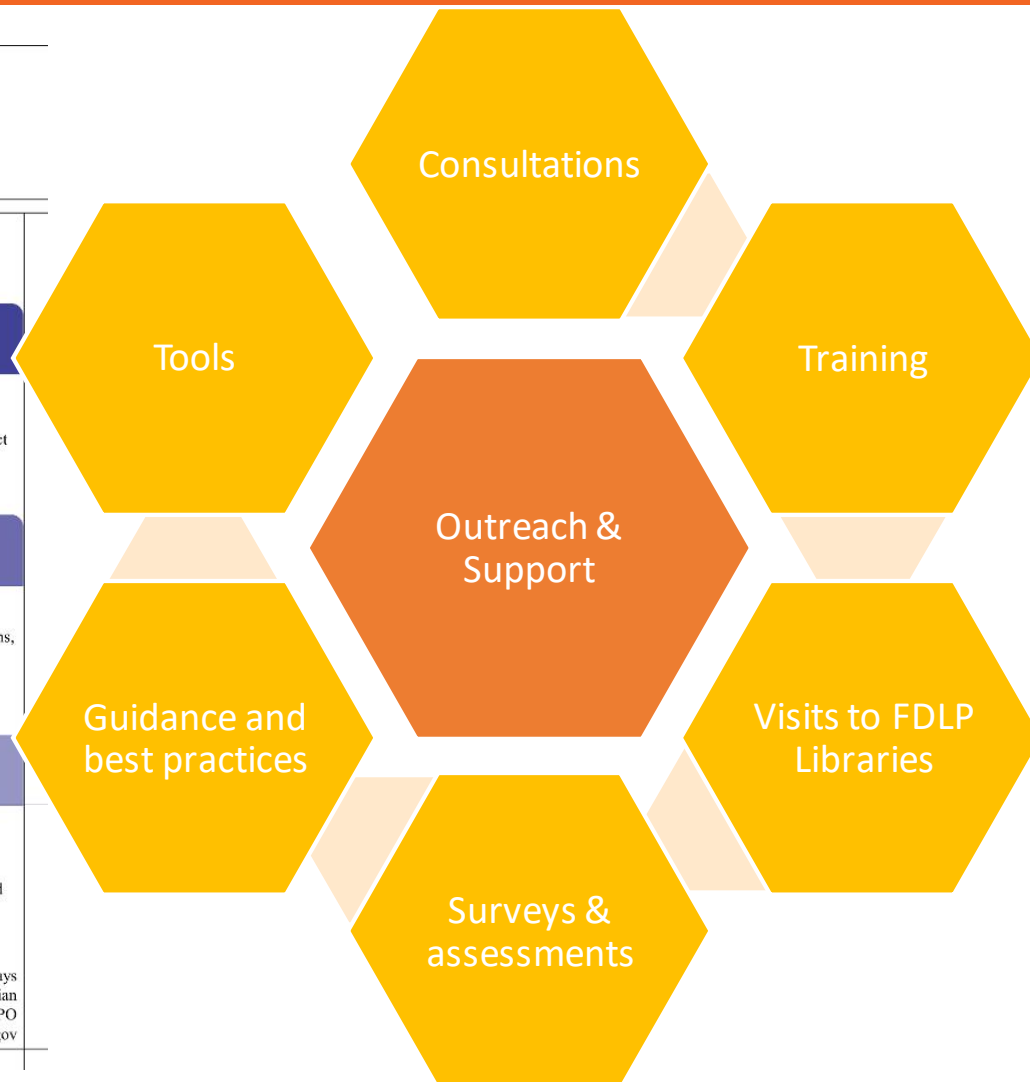 Consultations
Tools
Training
Outreach &
Support
Guidance and
best practices
Visits to FDLP
Libraries
Surveys &
assessments